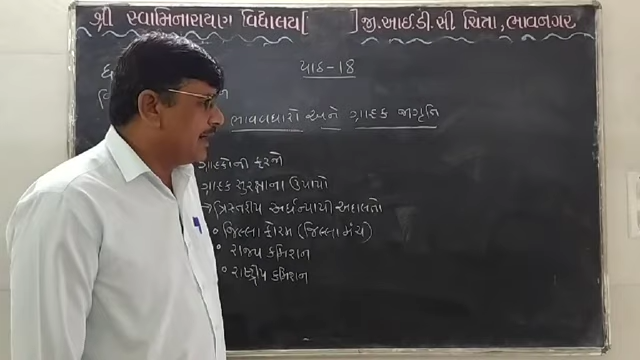 શ્રી સ્વામિનારાયણ વિદ્યાલય [ ] જી.આઈ.ડી.સી ચિત્રા, ભાવનગર
પાઠ-18
ભાવવધારો અને ગ્રાહક જાગૃતિ
ગ્રાહકોની ફરજો
ગ્રાહક સુરક્ષાના ઉપાયો
→ ત્રિસ્તરીય અર્ધન્યાયી અદાલતો
• જિલ્લા ફોરમ (જિલ્લા મંચ)
• રાજ્ય કમિશન
• રાષ્ટ્રીય કમિશન